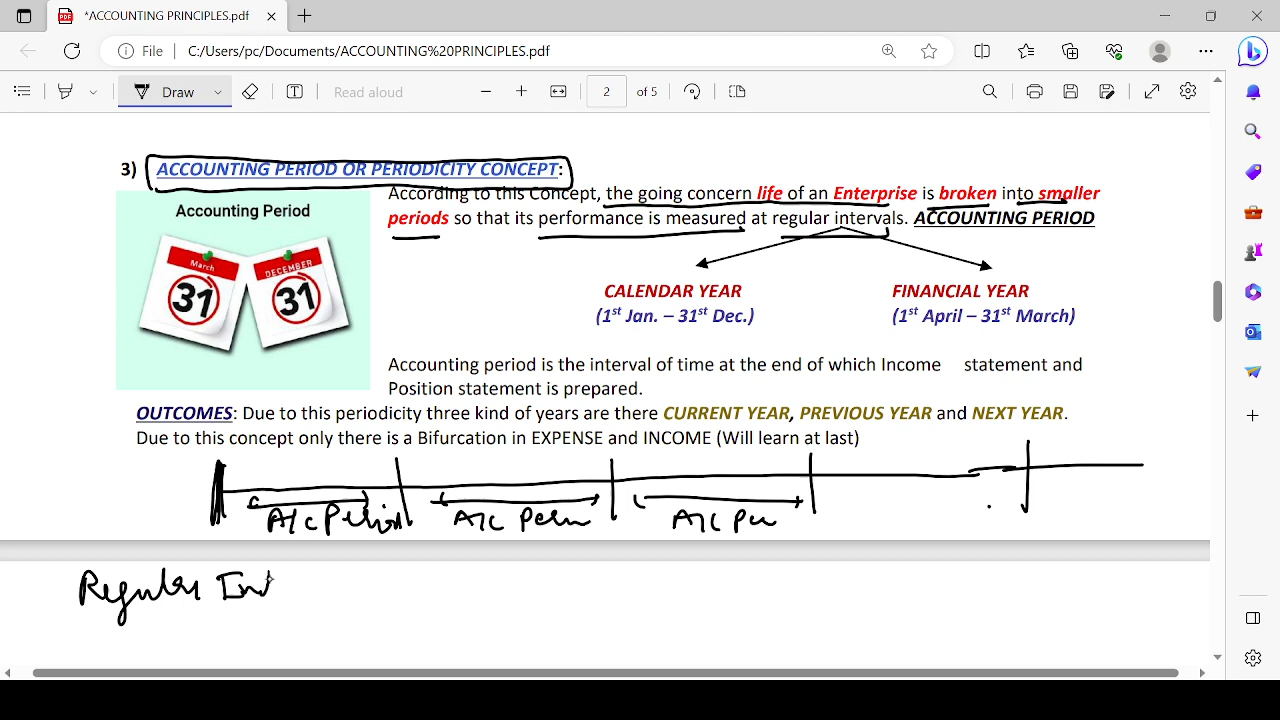 *ACCOUNTING PRINCIPLES.pdf
File C:/Users/pc/Documents/ACCOUNTING%20PRINCIPLES.pdf
Draw Read aloud 2 of 5
3) ACCOUNTING PERIOD OR PERIODICITY CONCEPT:
According to this Concept, the going concern life of an Enterprise is broken into smaller
periods so that its performance is measured at regular intervals. ACCOUNTING PERIOD
Accounting Period
March
31
DECEMBER
31
CALENDAR YEAR
(1st Jan. – 31st Dec.)
FINANCIAL YEAR
(1st April – 31st March)
Accounting period is the interval of time at the end of which Income statement and
Position statement is prepared.
OUTCOMES: Due to this periodicity three kind of years are there CURRENT YEAR, PREVIOUS YEAR and NEXT YEAR.
Due to this concept only there is a Bifurcation in EXPENSE and INCOME (Will learn at last)
A/C Period A/C A/C
Regular Int